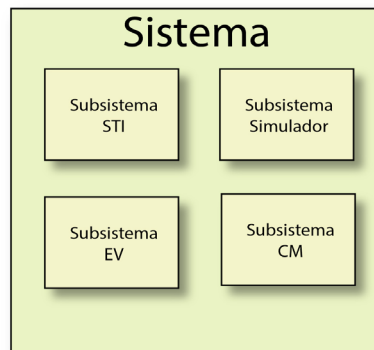 Sistema
Subsistema
STI
Subsistema
Simulador
Subsistema
EV
Subsistema
CM